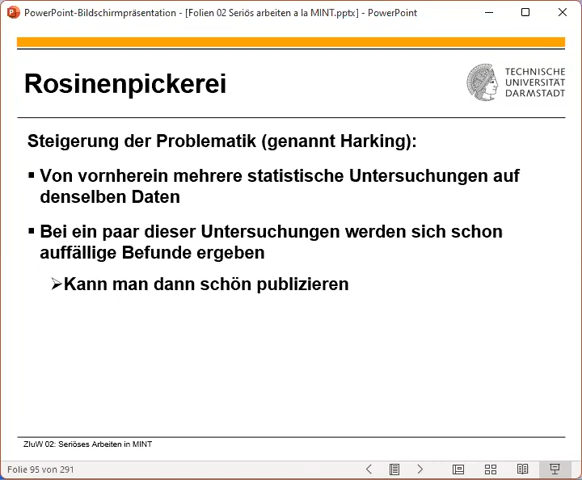 PowerPoint-Bildschirmpräsentation - [Folien 02 Seriös arbeiten a la MINT.pptx] - PowerPoint
Rosinenpickerei
TECHNISCHE
UNIVERSITÄT
DARMSTADT
Steigerung der Problematik (genannt Harking):
▪ Von vornherein mehrere statistische Untersuchungen auf
denselben Daten
▪ Bei ein paar dieser Untersuchungen werden sich schon
auffällige Befunde ergeben
➢Kann man dann schön publizieren
ZIuW 02: Seriöses Arbeiten in MINT
Folie 95 von 291